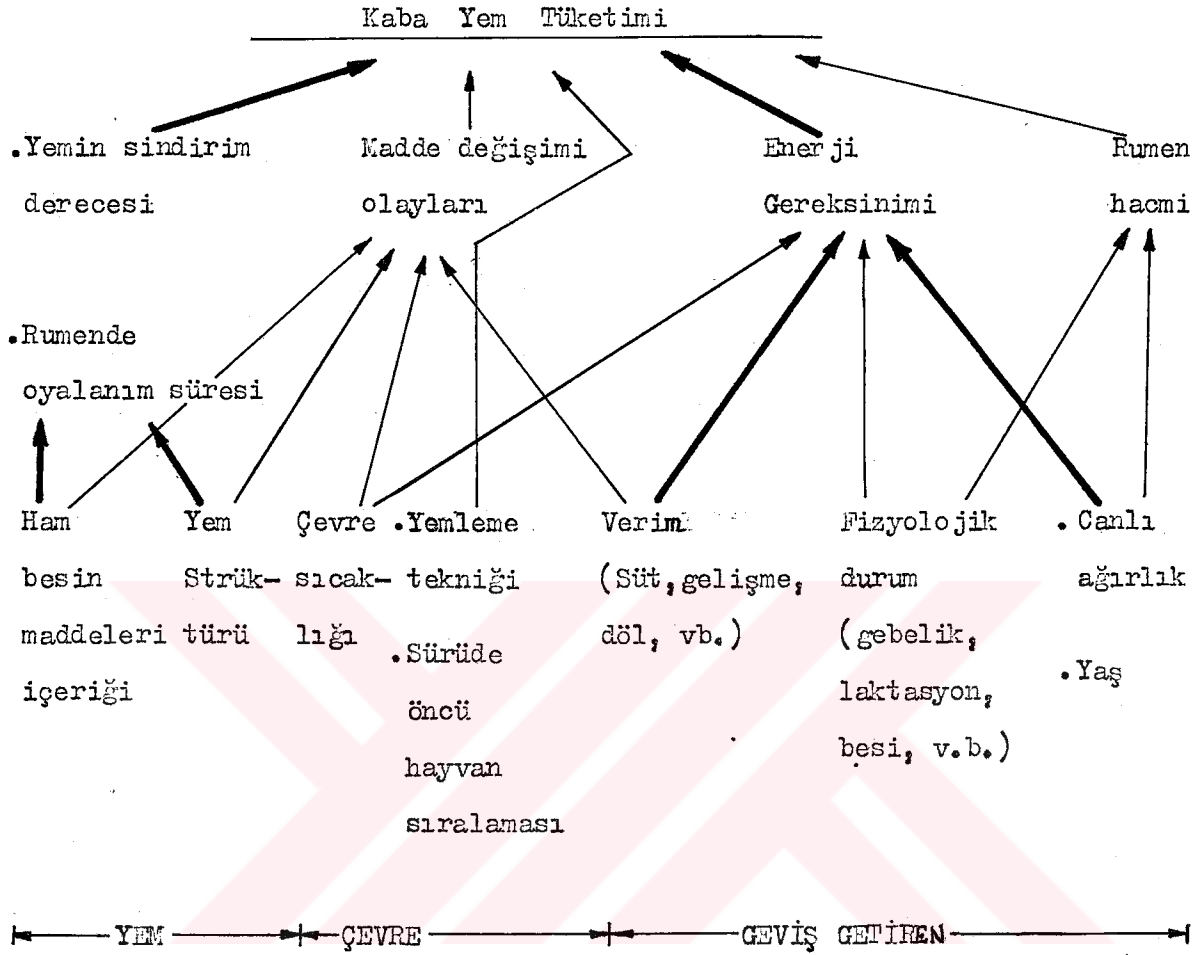 Kaba Yem Tüketimi
.Yemin sindirim
derecesi
Madde değişimi
olayları
Enerji
Gereksinimi
Rumen
hacmi
.Rumende
oyalanım süresi
Ham
besin
maddeleri
içeriği
Yem
Strük-
türü
Çevre
sıcak-
lığı
.Yemleme
tekniği
.Sürüde
öncü
hayvan
sıralaması
Verim
(Süt, gelişme,
döl, vb.)
Fizyolojik
durum
(gebelik,
laktasyon,
besi, v.b.)
. Canlı
ağırlık
.Yaş
YEM
ÇEVRE
GEVİŞ GETİREN